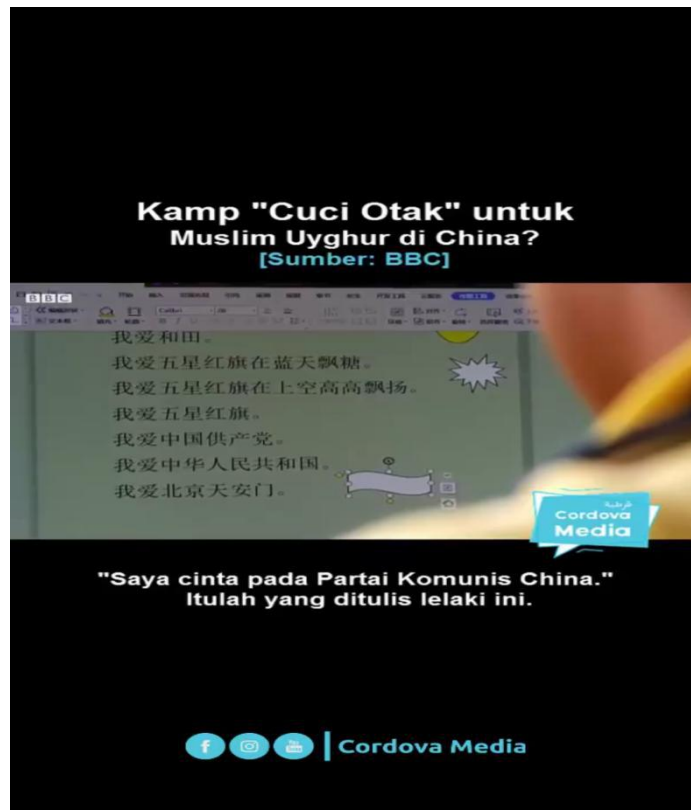 Kamp "Cuci Otak" untuk
Muslim Uyghur di China?
[Sumber: BBC]
BBC
Calibri
我爱和田。
我爱五星红旗在蓝天飘糖。
我爱五星红旗在上空高高飘扬。
我爱五星红旗。
我爱中国供产党。
我爱中华人民共和国。
我爱北京天安门。
قرطبة
Cordova
Media
"Saya cinta pada Partai Komunis China."
Itulah yang ditulis lelaki ini.
f
You
Cordova Media